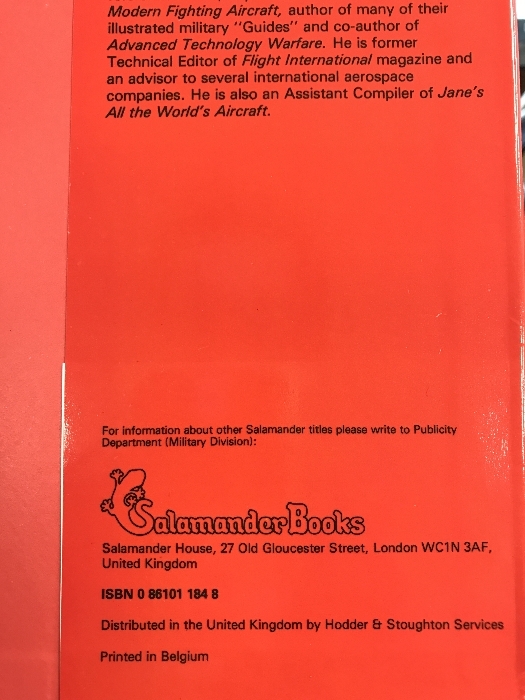 Modern Fighting Aircraft, author of many of their
illustrated military "Guides" and co-author of
Advanced Technology Warfare. He is former
Technical Editor of Flight International magazine and
an advisor to several international aerospace
companies. He is also an Assistant Compiler of Jane's
All the World's Aircraft.
For information about other Salamander titles please write to Publicity
Department (Military Division):
Salamander Books
Salamander House, 27 Old Gloucester Street, London WC1N 3AF,
United Kingdom
ISBN 0 86101 184 8
Distributed in the United Kingdom by Hodder & Stoughton Services
Printed in Belgium